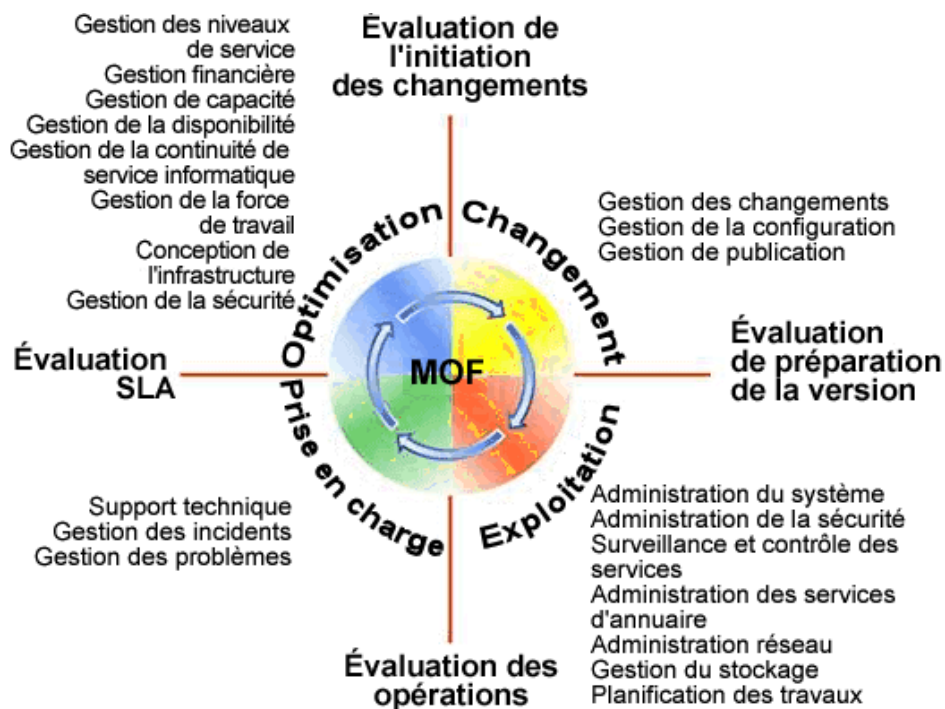 Gestion des niveaux
de service
Gestion financière
Gestion de capacité
Gestion de la disponibilité
Gestion de la continuité de
service informatique
Gestion de la force
de travail
Conception de
l'infrastructure
Gestion de la sécurité
Évaluation de
l'initiation
des changements
Gestion des changements
Gestion de la configuration
Gestion de publication
Optimisation
Changement
Évaluation
SLA
MOF
Évaluation
de préparation
de la version
Prise en charge
Exploitation
Support technique
Gestion des incidents
Gestion des problèmes
Administration du système
Administration de la sécurité
Surveillance et contrôle des
services
Administration des services
d'annuaire
Administration réseau
Gestion du stockage
Planification des travaux
Évaluation des
opérations